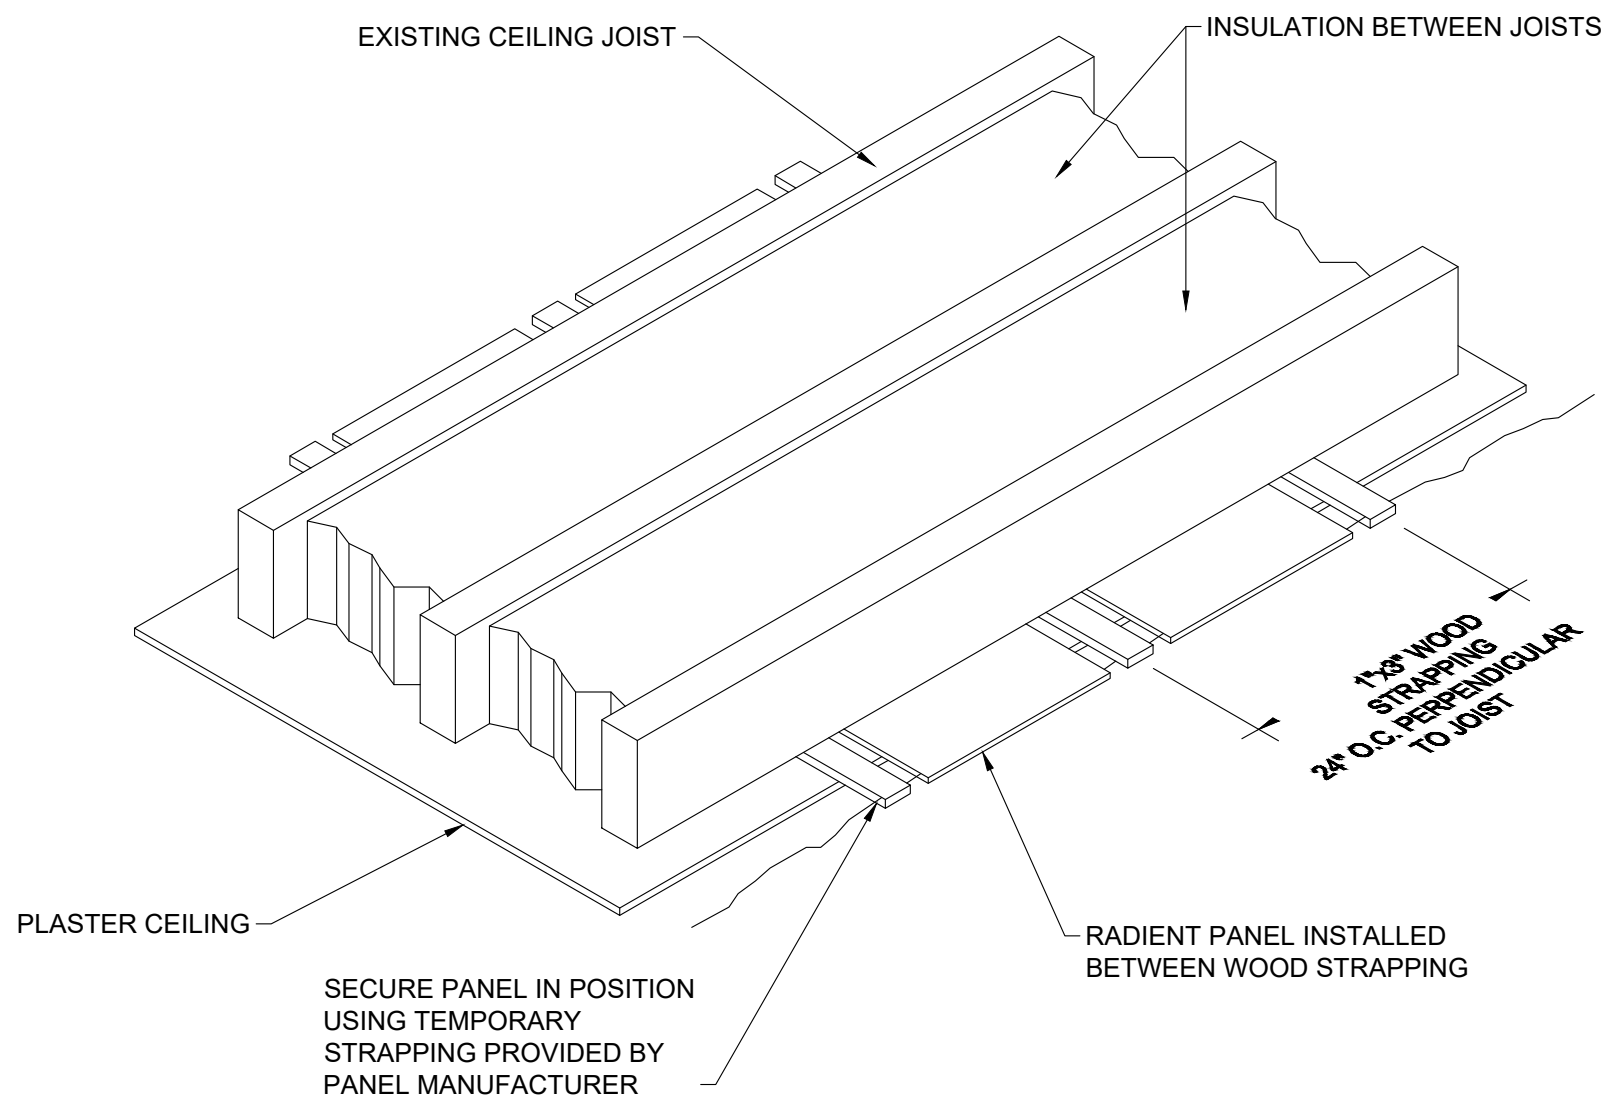 EXISTING CEILING JOIST
INSULATION BETWEEN JOISTS
1"x3" WOOD
STRAPPING
24" O.C. PERPENDICULAR
TO JOIST
PLASTER CEILING
RADIENT PANEL INSTALLED
BETWEEN WOOD STRAPPING
SECURE PANEL IN POSITION
USING TEMPORARY
STRAPPING PROVIDED BY
PANEL MANUFACTURER